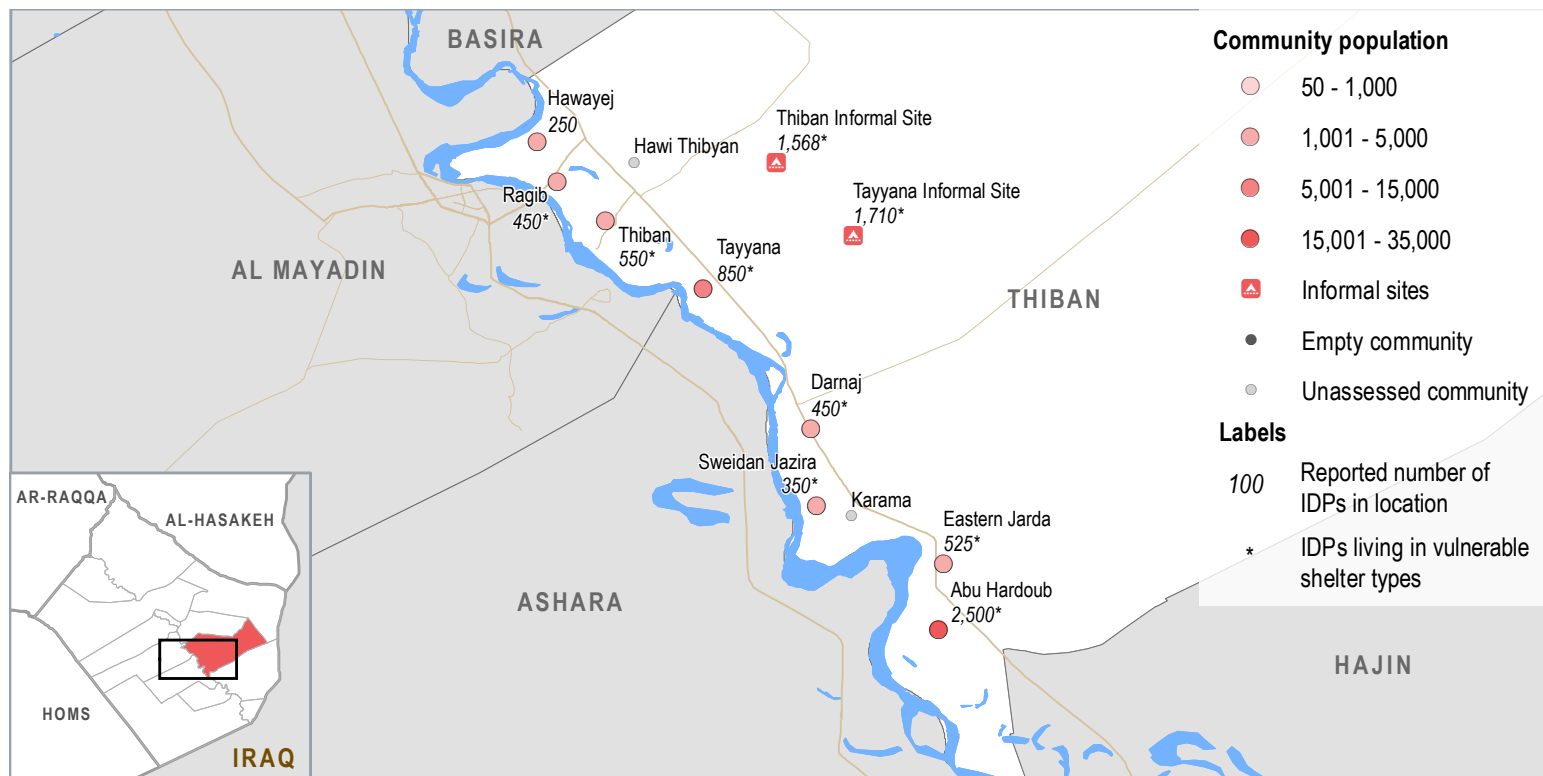 BASIRA
Hawayej
250
Hawi Thibyan
Thiban Informal Site
1,568*
Ragib
450*
Thiban
550*
Tayyana Informal Site
1,710*
Tayyana
850*
AL MAYADIN
THIBAN
Darnaj
450*
Sweidan Jazira
350*
Karama
Eastern Jarda
525*
Abu Hardoub
2,500*
ASHARA
HAJIN
Community population
50 - 1,000
1,001 - 5,000
5,001 - 15,000
15,001 - 35,000
Informal sites
Empty community
Unassessed community
Labels
100
Reported number of
IDPs in location
*
IDPs living in vulnerable
shelter types
AR-RAQQA
AL-HASAKEH
HOMS
IRAQ